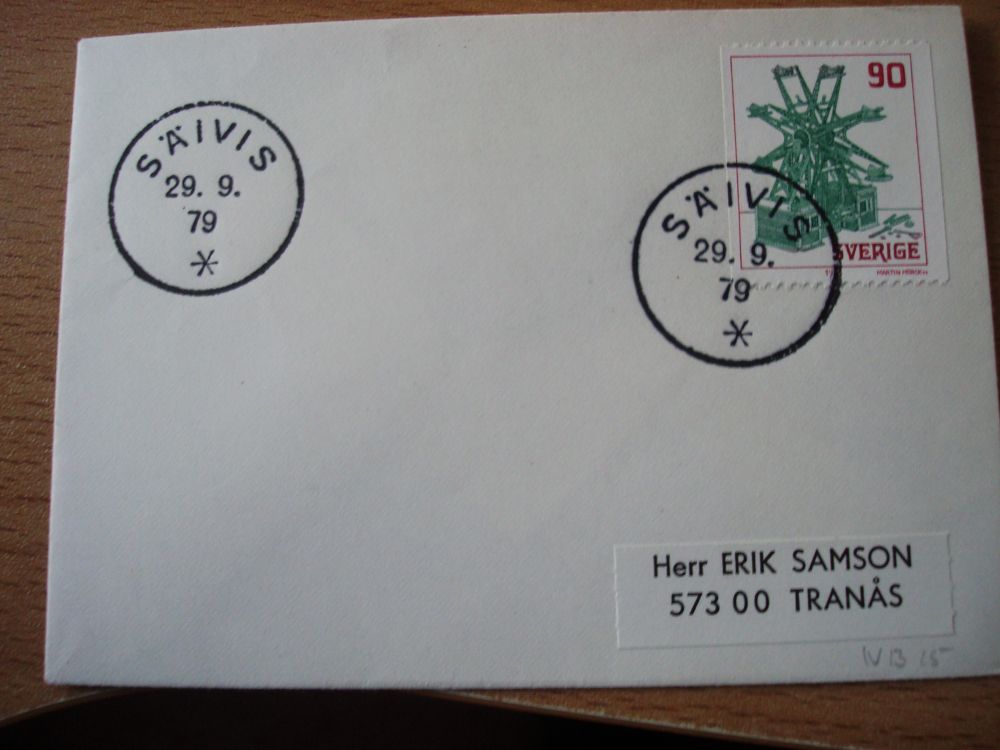 SÄIVIS
29. 9.
79
*
90
SVERIGE
MARTIN MÖRCK
SÄIVIS
29. 9.
79
*
Herr ERIK SAMSON
573 00 TRANÅS